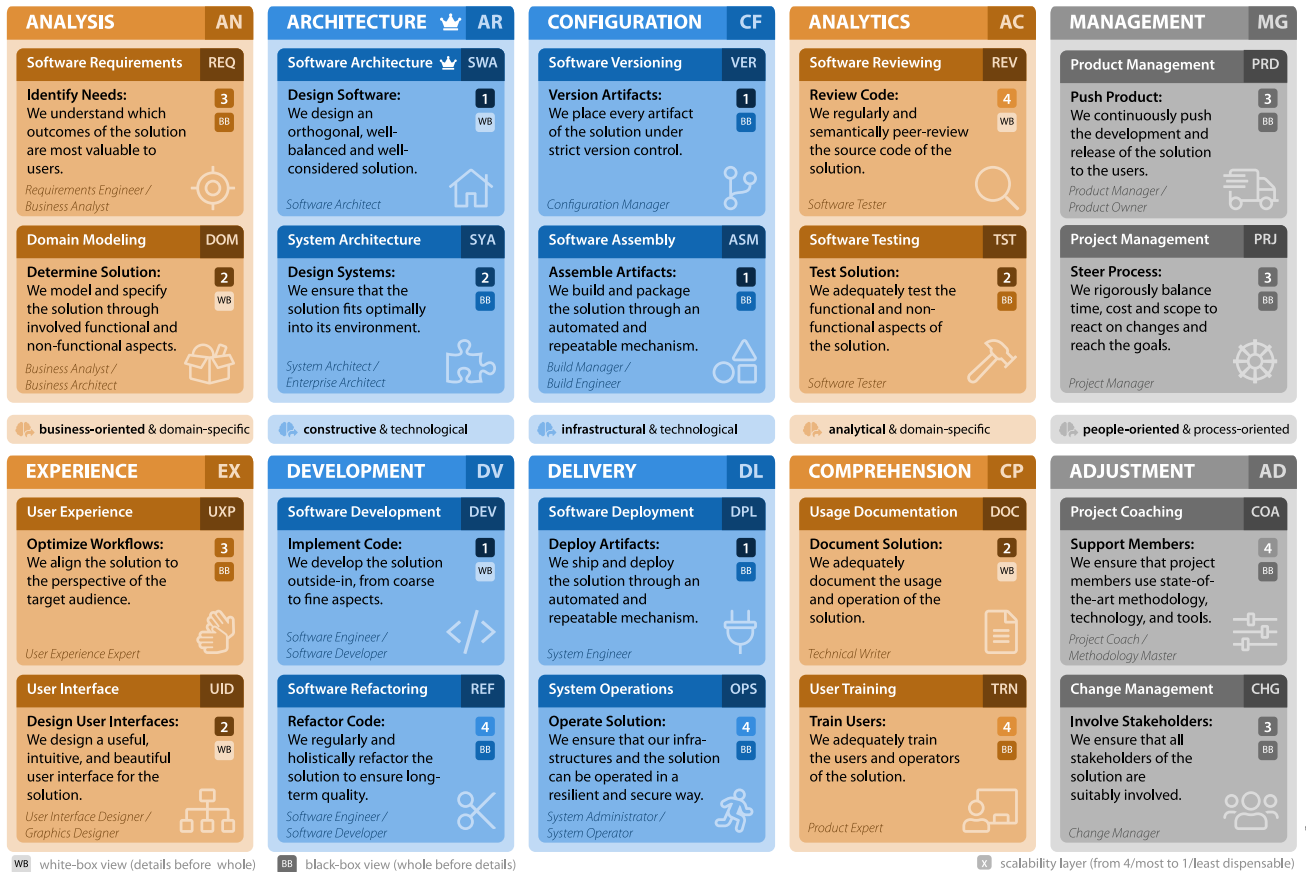 ANALYSIS AN
Software Requirements REQ
Identify Needs: 3
We understand which BB
outcomes of the solution
are most valuable to
users.
Requirements Engineer /
Business Analyst
Domain Modeling DOM
Determine Solution: 2
We model and specify WB
the solution through
involved functional and
non-functional aspects.
Business Analyst /
Business Architect
business-oriented & domain-specific
ARCHITECTURE AR
Software Architecture SWA
Design Software: 1
We design an WB
orthogonal, well-
balanced and well-
considered solution.
Software Architect
System Architecture SYA
Design Systems: 2
We ensure that the BB
solution fits optimally
into its environment.
System Architect /
Enterprise Architect
constructive & technological
CONFIGURATION CF
Software Versioning VER
Version Artifacts: 1
We place every artifact BB
of the solution under
strict version control.
Configuration Manager
Software Assembly ASM
Assemble Artifacts: 1
We build and package BB
the solution through an
automated and
repeatable mechanism.
Build Manager /
Build Engineer
infrastructural & technological
ANALYTICS AC
Software Reviewing REV
Review Code: 4
We regularly and WB
semantically peer-review
the source code of the
solution.
Software Tester
Software Testing TST
Test Solution: 2
We adequately test the BB
functional and non-
functional aspects of
the solution.
Software Tester
analytical & domain-specific
MANAGEMENT MG
Product Management PRD
Push Product: 3
We continuously push BB
the development and
release of the solution
to the users.
Product Manager /
Product Owner
Project Management PRJ
Steer Process: 3
We rigorously balance BB
time, cost and scope to
react on changes and
reach the goals.
Project Manager
people-oriented & process-oriented
EXPERIENCE EX
User Experience UXP
Optimize Workflows: 3
We align the solution to BB
the perspective of the
target audience.
User Experience Expert
User Interface UID
Design User Interfaces: 2
We design a useful, WB
intuitive, and beautiful
user interface for the
solution.
User Interface Designer /
Graphics Designer
DEVELOPMENT DV
Software Development DEV
Implement Code: 1
We develop the solution WB
outside-in, from coarse
to fine aspects.
Software Engineer /
Software Developer
Software Refactoring REF
Refactor Code: 4
We regularly and BB
holistically refactor the
solution to ensure long-
term quality.
Software Engineer /
Software Developer
DELIVERY DL
Software Deployment DPL
Deploy Artifacts: 1
We ship and deploy BB
the solution through an
automated and
repeatable mechanism.
System Engineer
System Operations OPS
Operate Solution: 4
We ensure that our infra- BB
structures and the solution
can be operated in a
resilient and secure way.
System Administrator /
System Operator
COMPREHENSION CP
Usage Documentation DOC
Document Solution: 2
We adequately WB
document the usage
and operation of the
solution.
Technical Writer
User Training TRN
Train Users: 4
We adequately train BB
the users and operators
of the solution.
Product Expert
ADJUSTMENT AD
Project Coaching COA
Support Members: 4
We ensure that project BB
members use state-of-
the-art methodology,
technology, and tools.
Project Coach /
Methodology Master
Change Management CHG
Involve Stakeholders: 3
We ensure that all BB
stakeholders of the
solution are
suitably involved.
Change Manager
WB white-box view (details before whole) BB black-box view (whole before details) X scalability layer (from 4/most to 1/least dispensable)